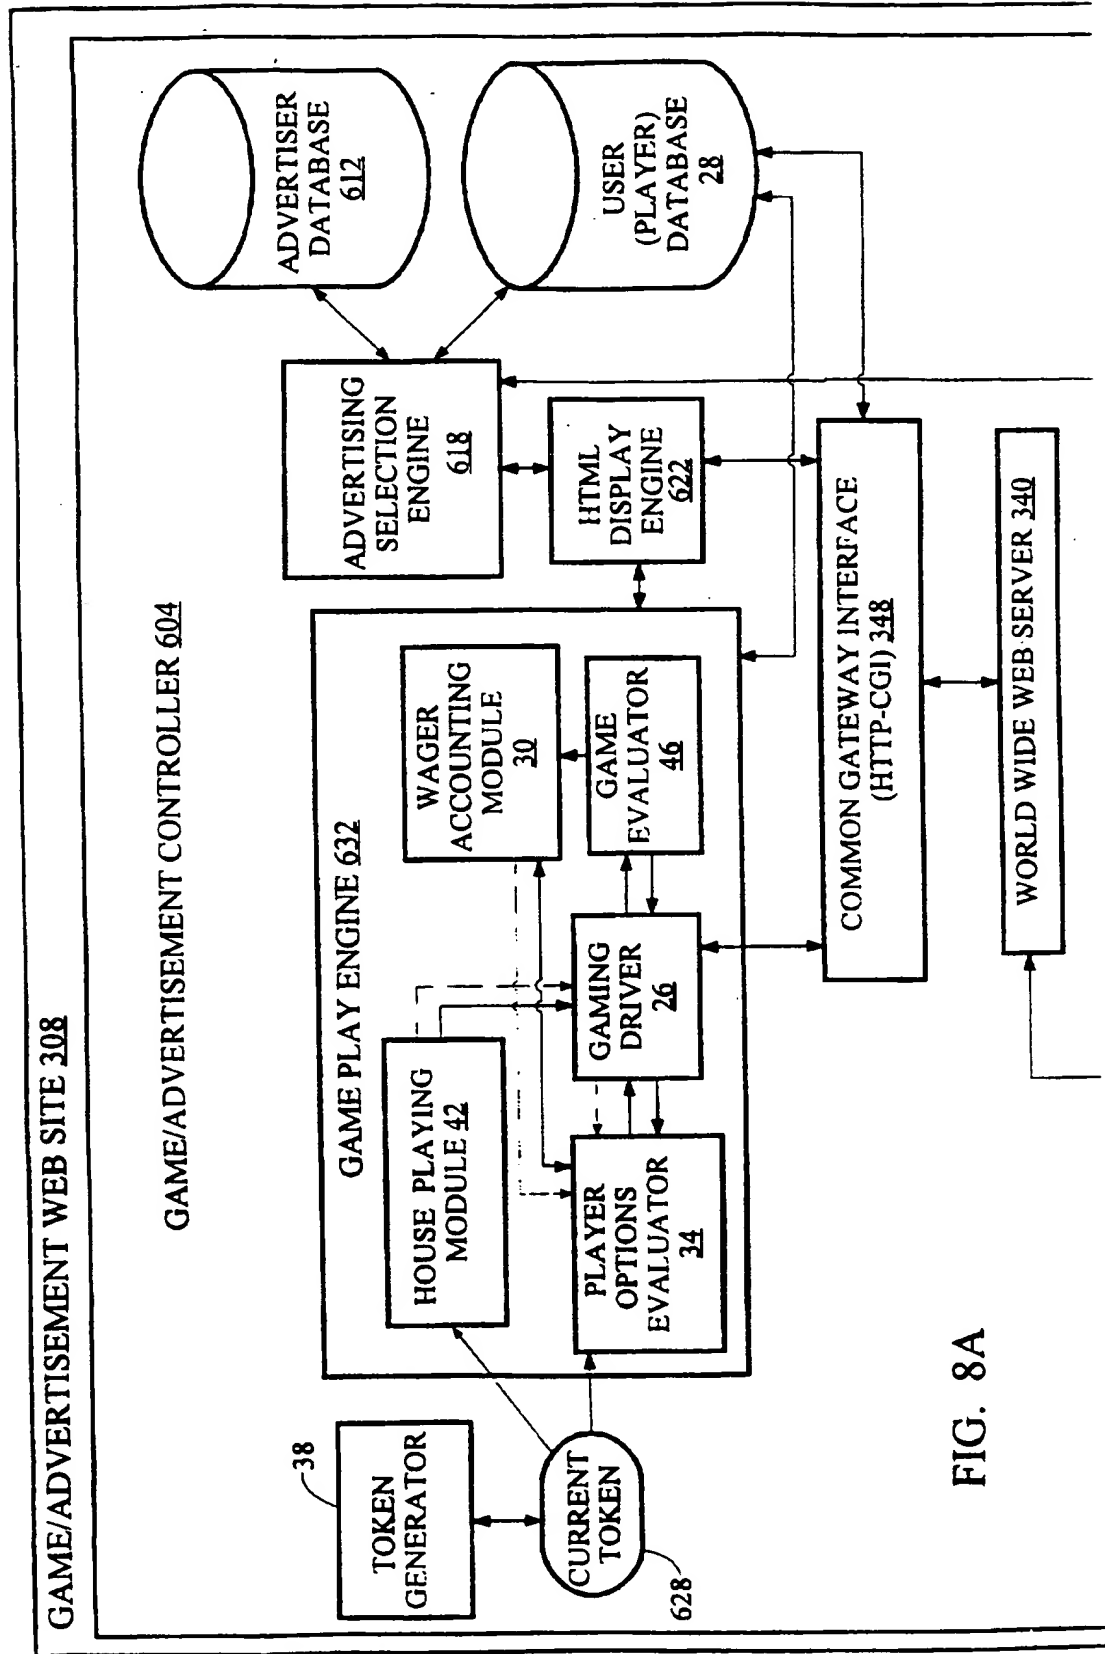 GAME/ADVERTISEMENT WEB SITE 308
GAME/ADVERTISEMENT CONTROLLER 604
38
TOKEN
GENERATOR
CURRENT
TOKEN
628
GAME PLAY ENGINE 632
HOUSE PLAYING
MODULE 42
WAGER
ACCOUNTING
MODULE
30
PLAYER
OPTIONS
EVALUATOR
34
GAMING
DRIVER
26
GAME
EVALUATOR
46
ADVERTISING
SELECTION
ENGINE
618
HTML
DISPLAY
ENGINE
622
ADVERTISER
DATABASE
612
USER
(PLAYER)
DATABASE
28
COMMON GATEWAY INTERFACE
(HTTP-CGI) 348
WORLD WIDE WEB SERVER 340
FIG. 8A